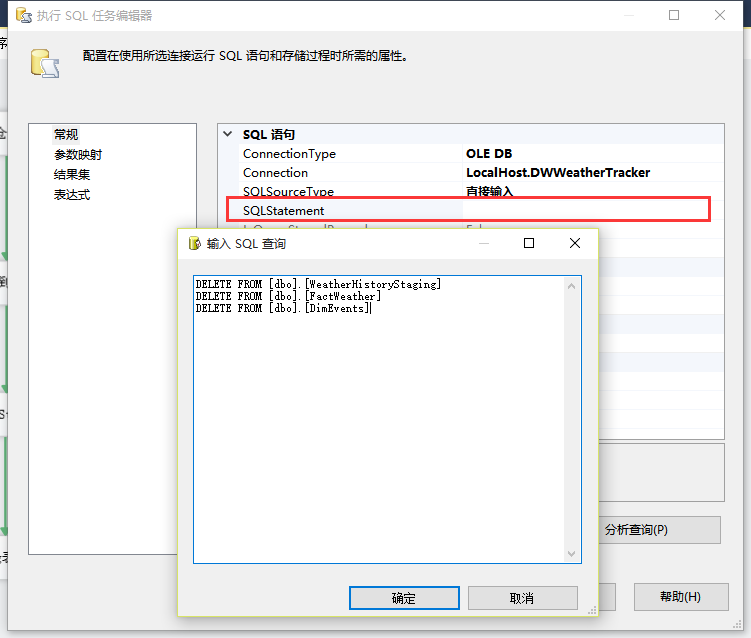 执行 SQL 任务编辑器
配置在使用所选连接运行 SQL 语句和存储过程时所需的属性。
常规
参数映射
结果集
表达式
SQL 语句
ConnectionType OLE DB
Connection LocalHost.DWWeatherTracker
SQLSourceType 直接输入
SQLStatement
输入 SQL 查询
DELETE FROM [dbo].[WeatherHistoryStaging]
DELETE FROM [dbo].[FactWeather]
DELETE FROM [dbo].[DimEvents]
确定 取消
分析查询(P)
帮助(H)